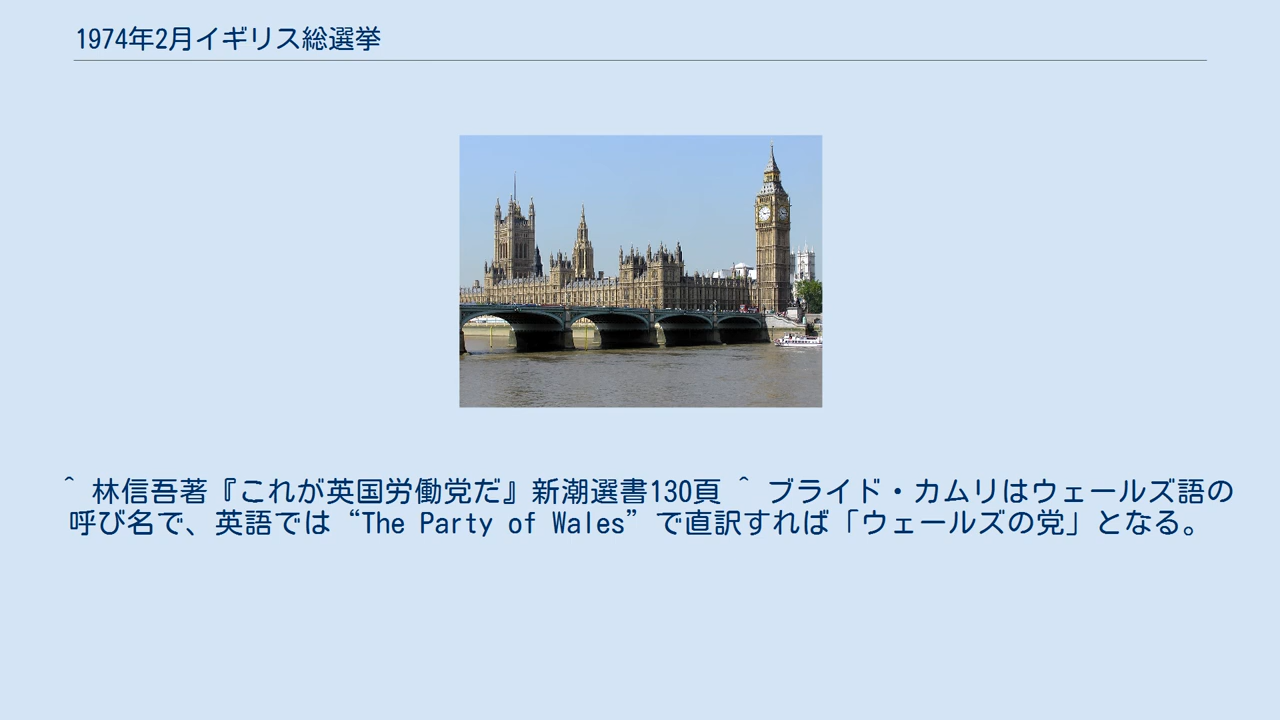 1974年2月イギリス総選挙
^ 林信吾著『これが英国労働党だ』新潮選書130頁 ^ ブライド・カムリはウェールズ語の
呼び名で、英語では“The Party of Wales”で直訳すれば「ウェールズの党」となる。